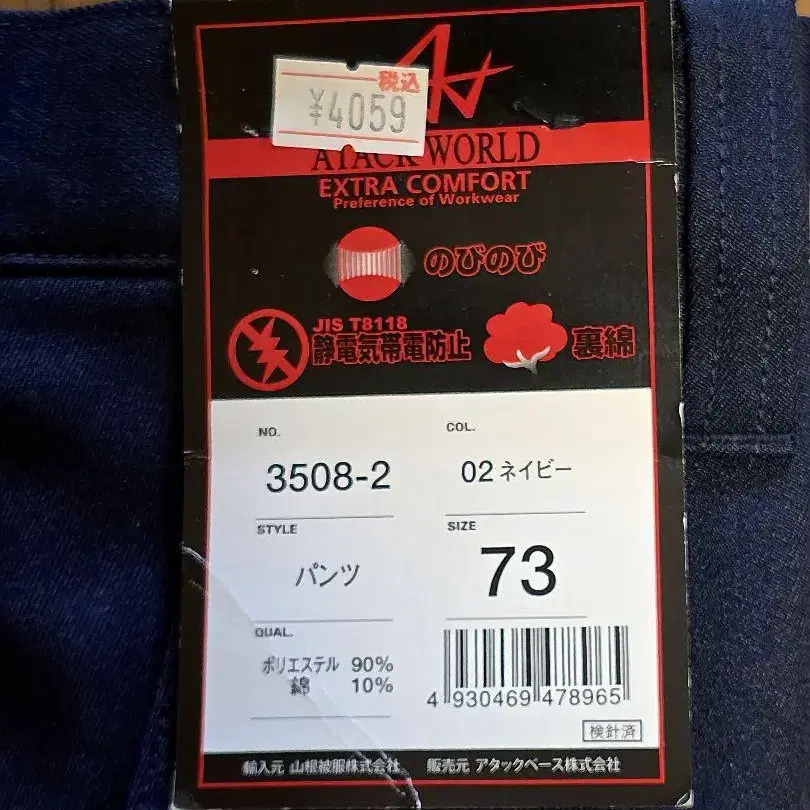 税込
¥4059
ATACK WORLD
EXTRA COMFORT
Preference of Workwear
のびのび
JIS T8118
静電気帯電防止
裏綿
NO.
3508-2
COL.
02 ネイビー
STYLE
パンツ
SIZE
73
QUAL.
ポリエステル 90%
綿 10%
4 930469 478965
検針済
輸入元 山根被服株式会社 販売元 アタックベース株式会社